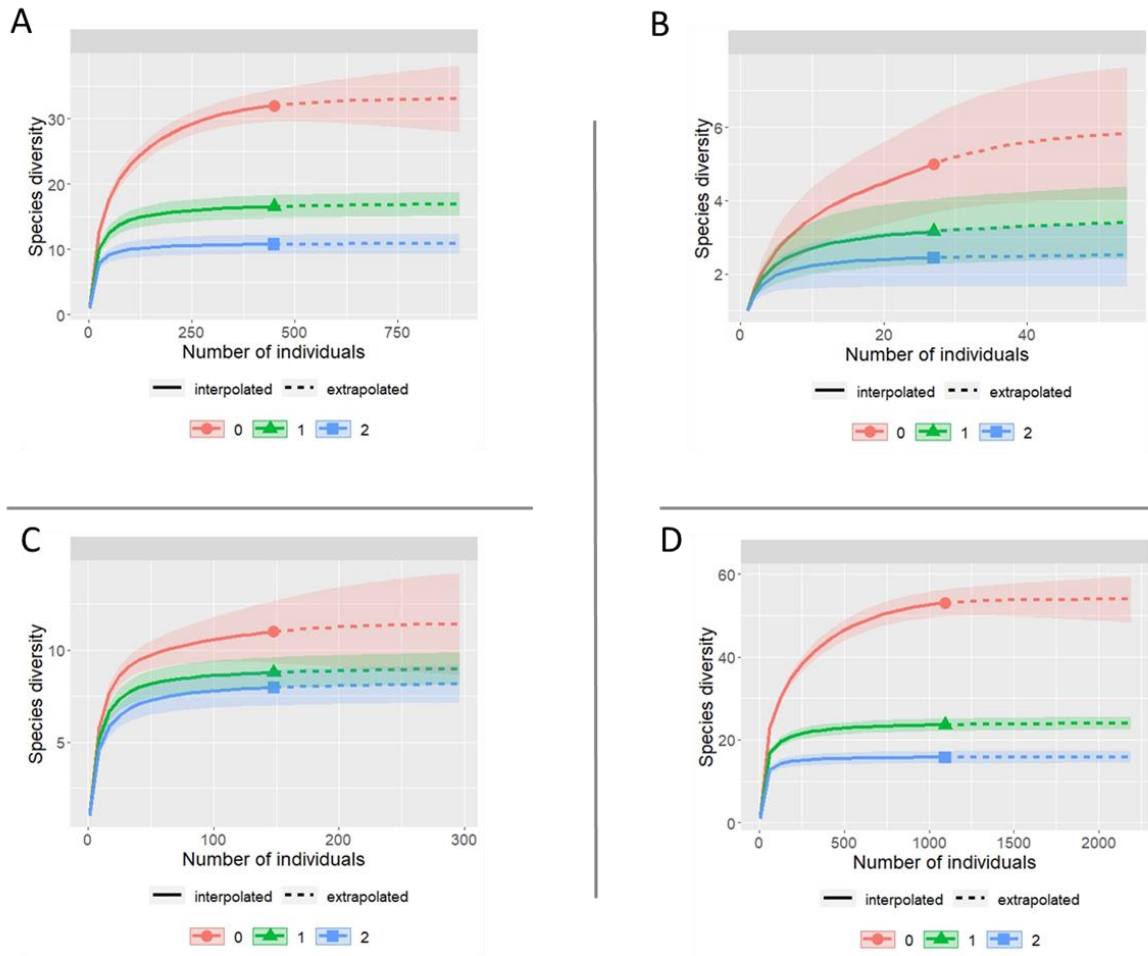 A
Species diversity
30
20
10
0
0 250 500 750
Number of individuals
interpolated extrapolated
0 1 2
B
Species diversity
6
4
2
0 20 40
Number of individuals
interpolated extrapolated
0 1 2
C
Species diversity
10
5
0 100 200 300
Number of individuals
interpolated extrapolated
0 1 2
D
Species diversity
60
40
20
0
0 500 1000 1500 2000
Number of individuals
interpolated extrapolated
0 1 2